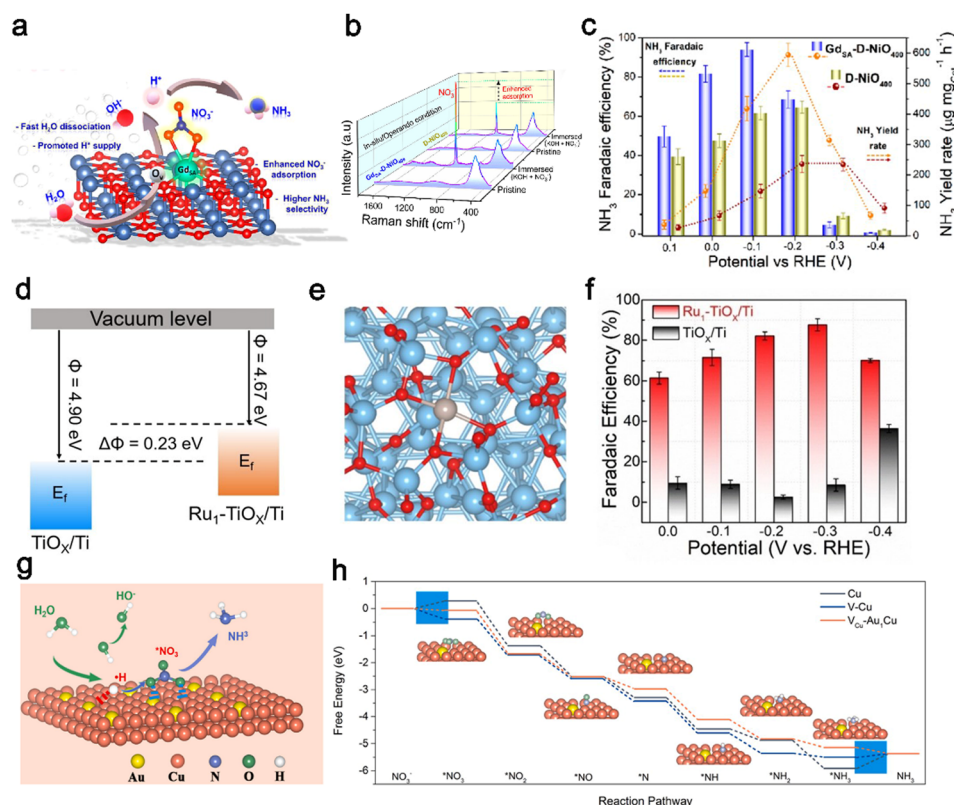 a
H*
OH-
NO3-
NH3
- Fast H2O dissociation
- Promoted H* supply
GdSA
- Enhanced NO3-
adsorption
Ov
H2O
- Higher NH3
selectivity
b
Intensity (a.u)
In-situ/Operando condition
NO3-
Enhanced
adsorption
D-NiO400
GdSA-D-NiO400
Immersed
(KOH + NO3-)
Pristine
Immersed
(KOH + NO3-)
Pristine
1600 1200 800 400
Raman shift (cm-1)
c
NH3 Faradaic efficiency (%)
100
80
60
40
20
0
NH3 Faradaic
efficiency
GdSA-D-NiO400
D-NiO400
NH3 Yield
rate
600
500
400
300
200
100
0
NH3 Yield rate (µg mgCat-1 h-1)
0.1 0.0 -0.1 -0.2 -0.3 -0.4
Potential vs RHE (V)
d
Vacuum level
Φ = 4.90 eV
Φ = 4.67 eV
ΔΦ = 0.23 eV
Ef
Ef
TiOX/Ti
Ru1-TiOX/Ti
e
f
Faradaic Efficiency (%)
100
80
60
40
20
0
Ru1-TiOX/Ti
TiOX/Ti
0.0 -0.1 -0.2 -0.3 -0.4
Potential (V vs. RHE)
g
H2O
HO-
NH3
*NO3
*H
Au Cu N O H
h
Free Energy (eV)
1
0
-1
-2
-3
-4
-5
-6
Cu
V-Cu
VCu-Au1Cu
NO3- *NO3 *NO2 *NO *N *NH *NH2 *NH3 NH3
Reaction Pathway